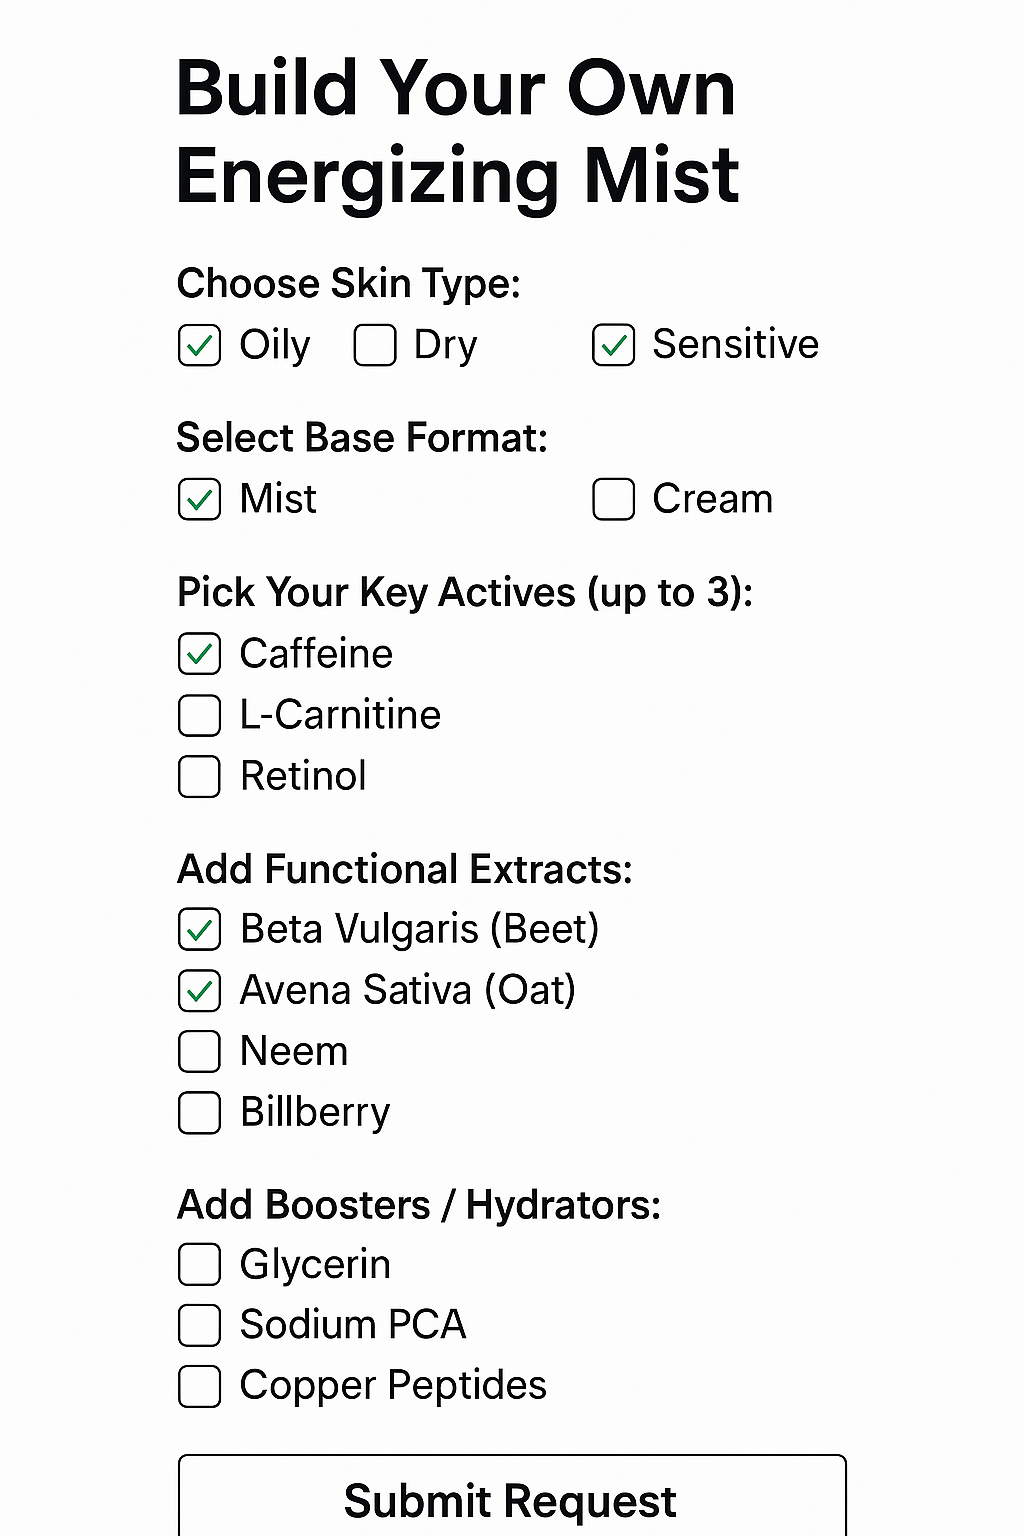 Build Your Own
Energizing Mist
Choose Skin Type:
Oily Dry Sensitive
Select Base Format:
Mist Cream
Pick Your Key Actives (up to 3):
Caffeine
L-Carnitine
Retinol
Add Functional Extracts:
Beta Vulgaris (Beet)
Avena Sativa (Oat)
Neem
Billberry
Add Boosters / Hydrators:
Glycerin
Sodium PCA
Copper Peptides
Submit Request